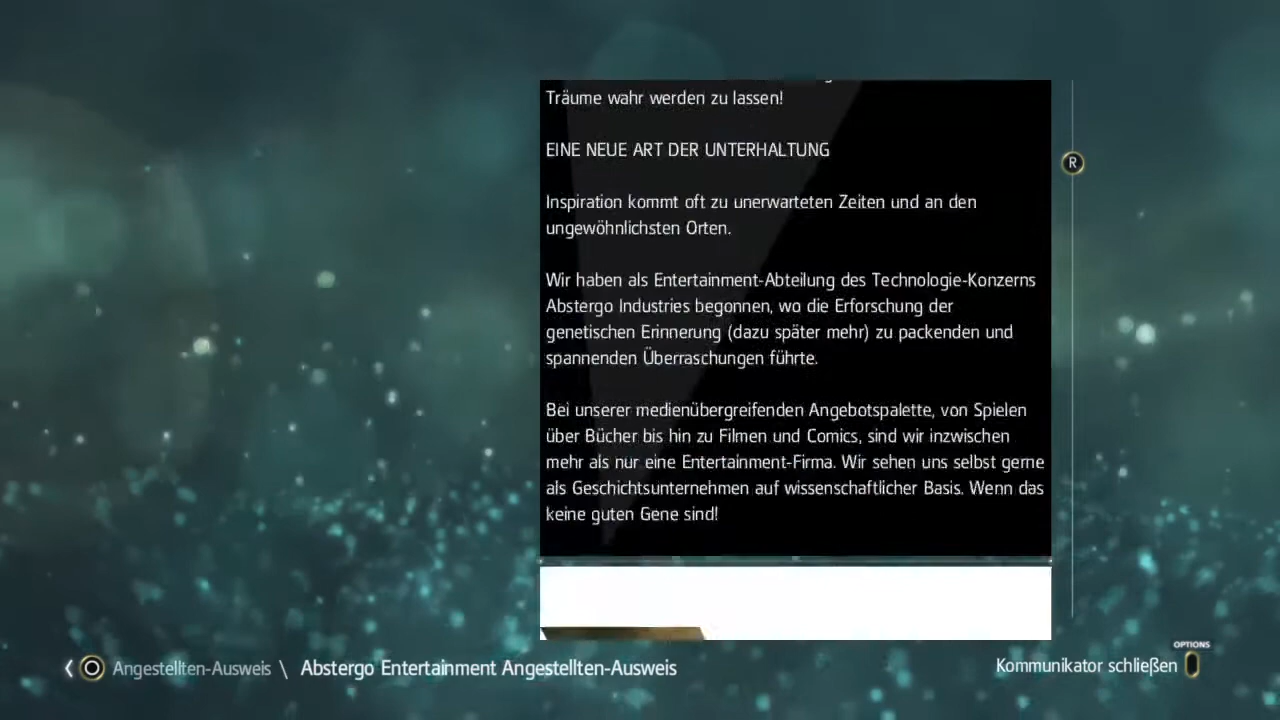 Träume wahr werden zu lassen!
EINE NEUE ART DER UNTERHALTUNG
Inspiration kommt oft zu unerwarteten Zeiten und an den
ungewöhnlichsten Orten.
Wir haben als Entertainment-Abteilung des Technologie-Konzerns
Abstergo Industries begonnen, wo die Erforschung der
genetischen Erinnerung (dazu später mehr) zu packenden und
spannenden Überraschungen führte.
Bei unserer medienübergreifenden Angebotspalette, von Spielen
über Bücher bis hin zu Filmen und Comics, sind wir inzwischen
mehr als nur eine Entertainment-Firma. Wir sehen uns selbst gerne
als Geschichtsunternehmen auf wissenschaftlicher Basis. Wenn das
keine guten Gene sind!
R
OPTIONS
Angestellten-Ausweis \ Abstergo Entertainment Angestellten-Ausweis
Kommunikator schließen